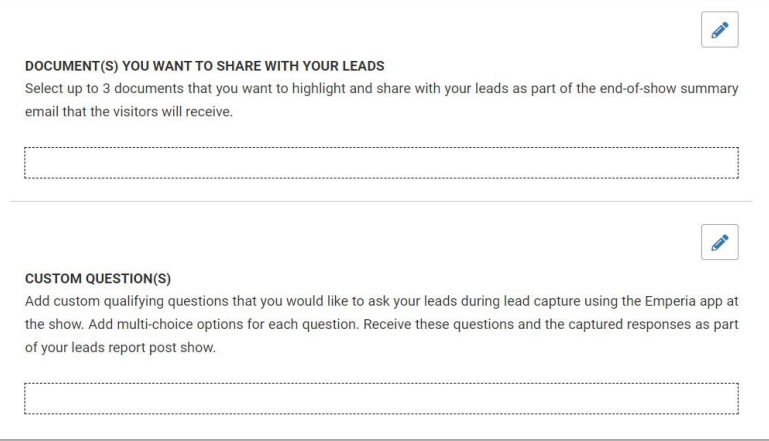 DOCUMENT(S) YOU WANT TO SHARE WITH YOUR LEADS
Select up to 3 documents that you want to highlight and share with your leads as part of the end-of-show summary
email that the visitors will receive.
CUSTOM QUESTION(S)
Add custom qualifying questions that you would like to ask your leads during lead capture using the Emperia app at
the show. Add multi-choice options for each question. Receive these questions and the captured responses as part
of your leads report post show.